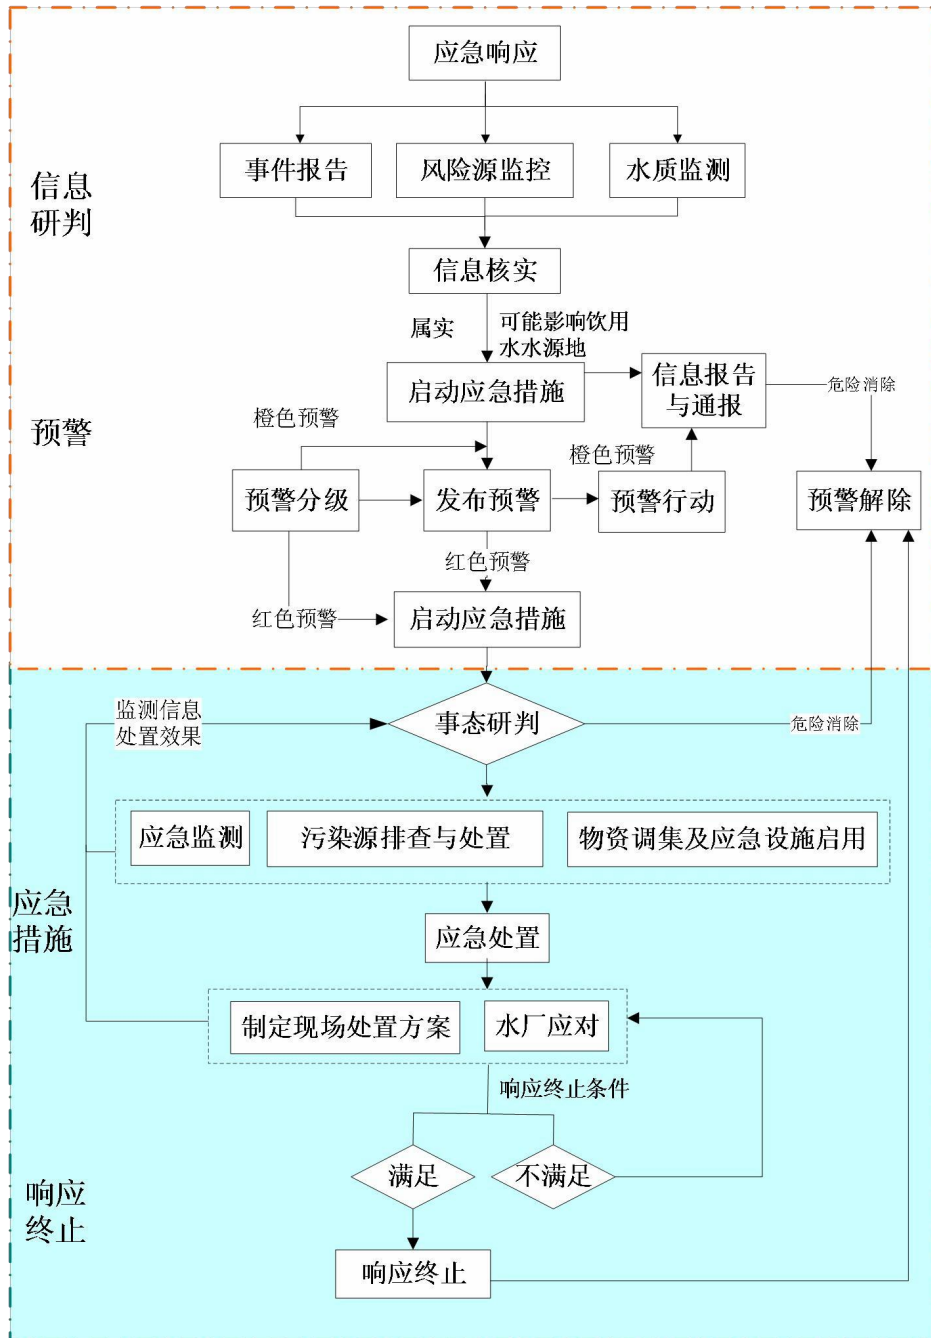 应急响应
事件报告
风险源监控
水质监测
信息
研判
信息核实
属实
可能影响饮用
水水源地
启动应急措施
信息报告
与通报
危险消除
预警
橙色预警
橙色预警
预警分级
发布预警
预警行动
预警解除
红色预警
红色预警
启动应急措施
监测信息
处置效果
事态研判
危险消除
应急监测
污染源排查与处置
物资调集及应急设施启用
应急
措施
应急处置
制定现场处置方案
水厂应对
响应终止条件
满足
不满足
响应
终止
响应终止